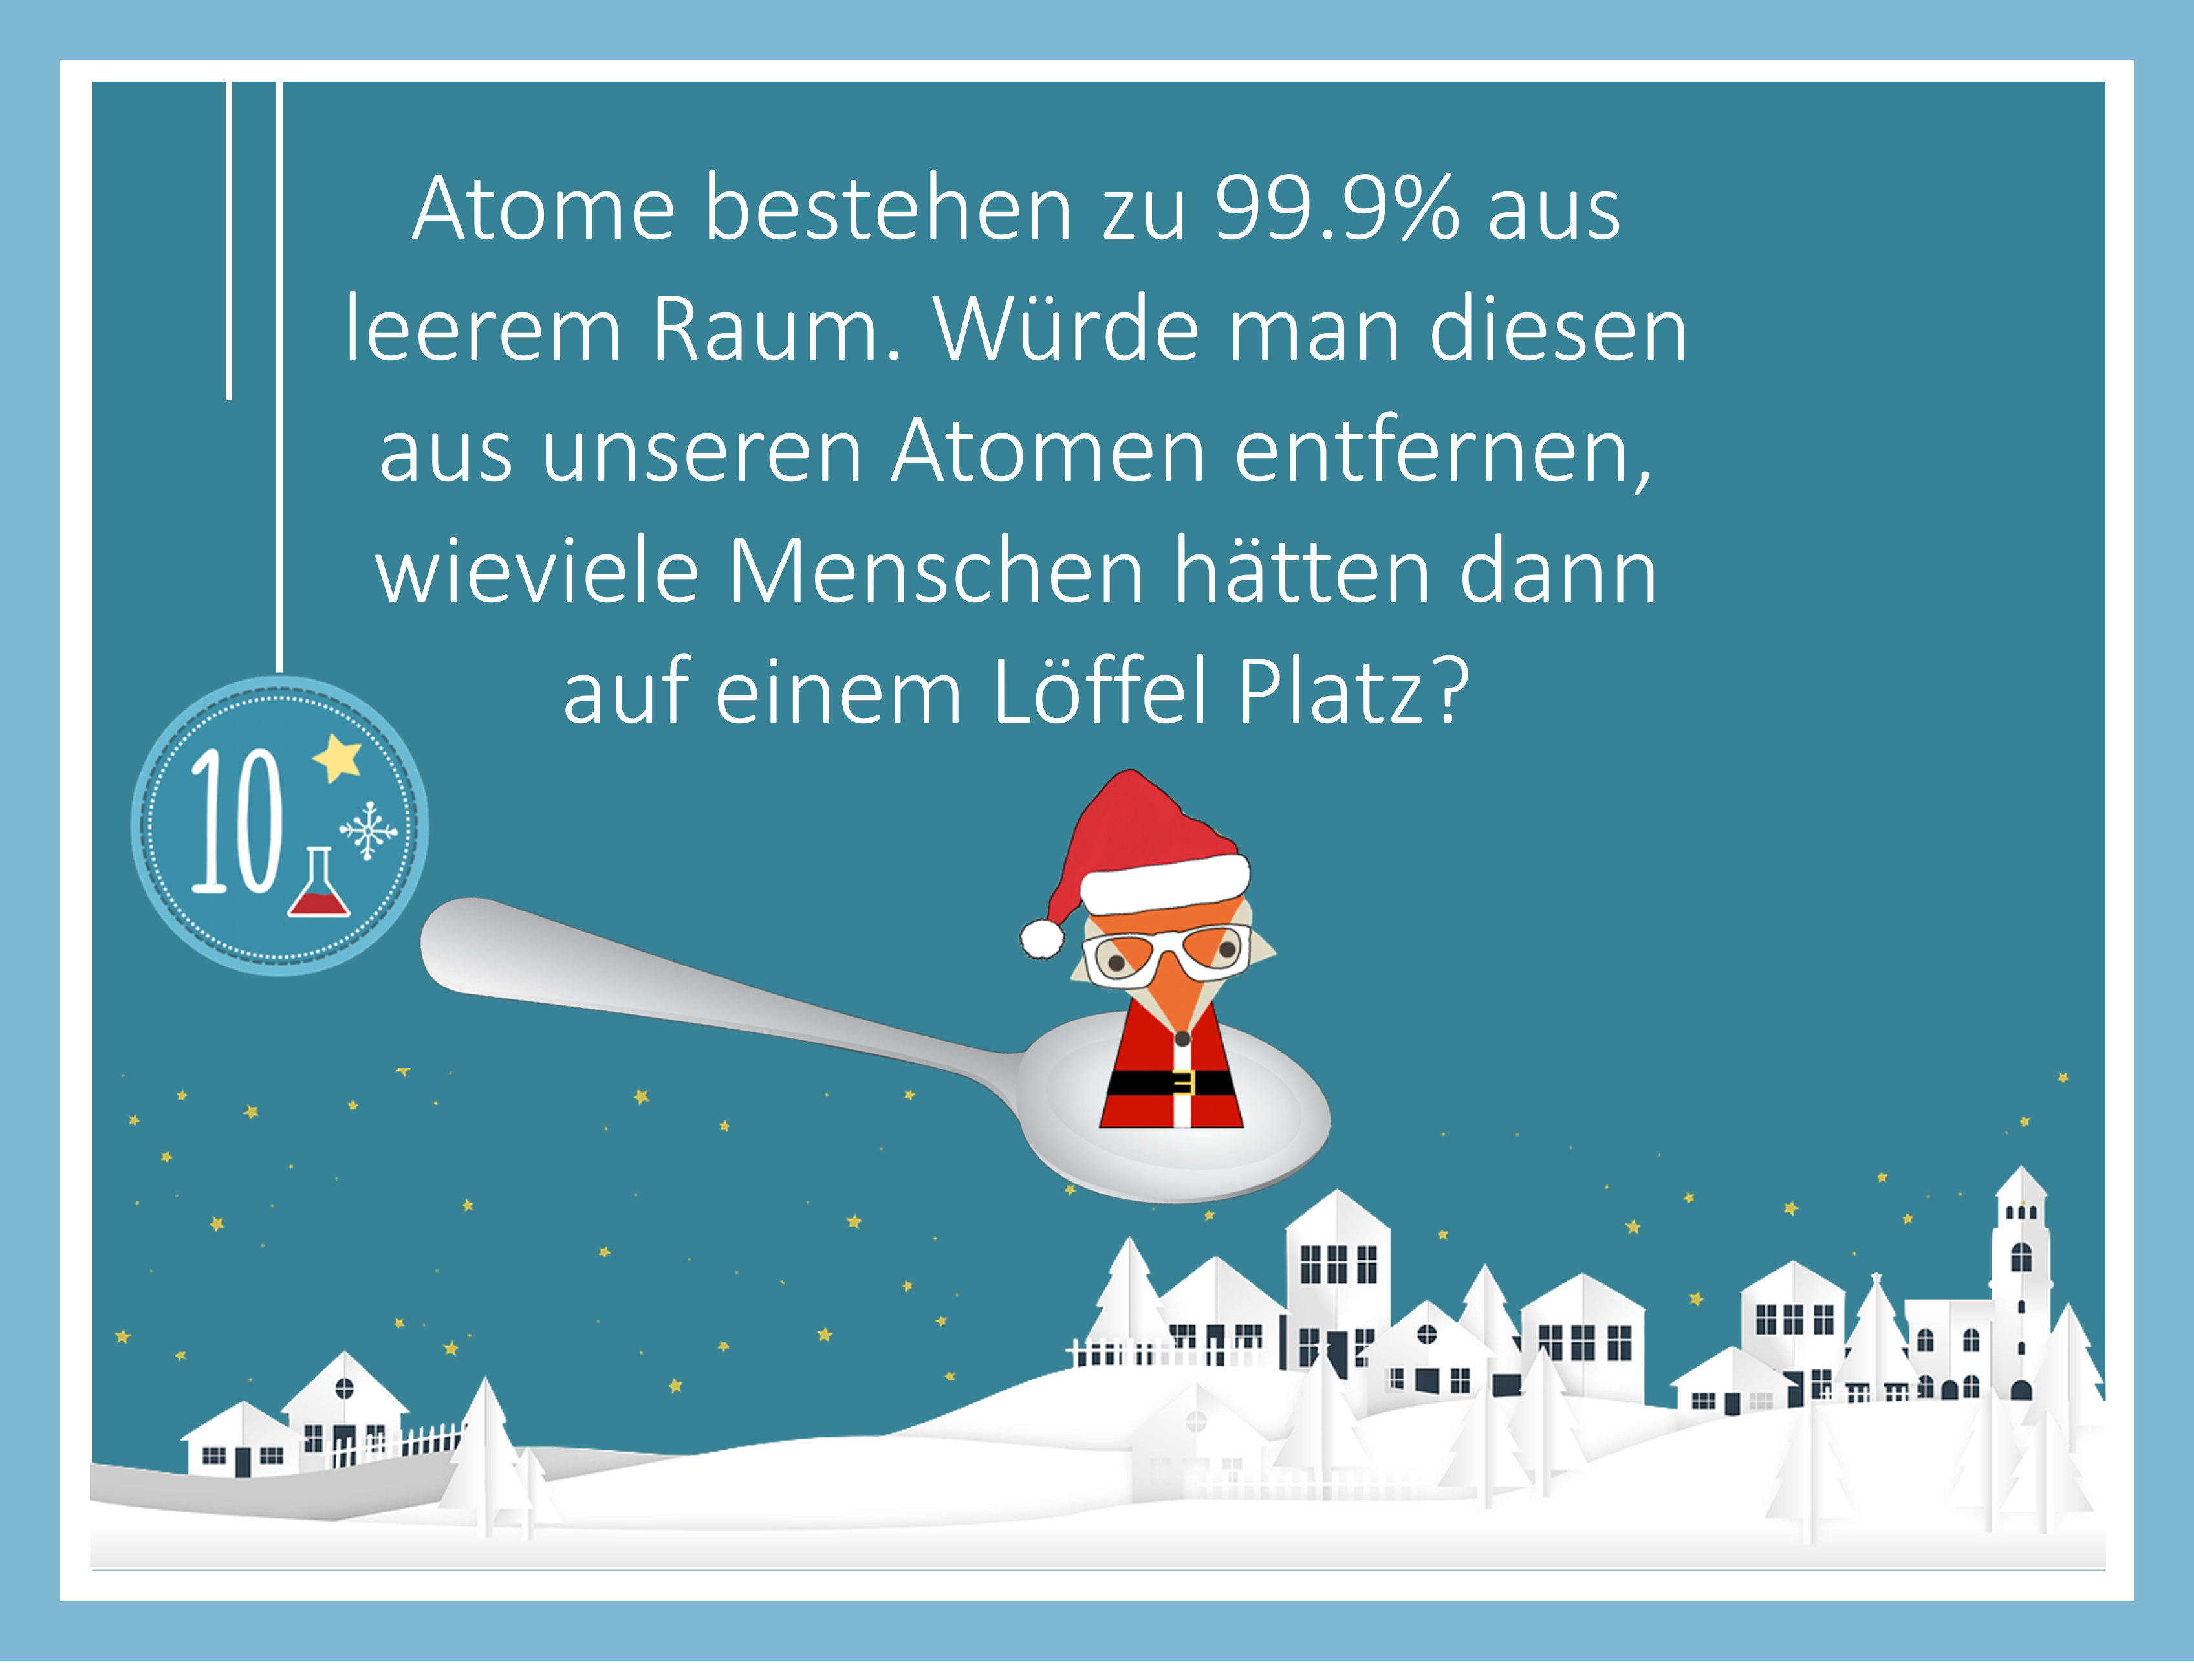 Atome bestehen zu 99.9% aus
leerem Raum. Würde man diesen
aus unseren Atomen entfernen,
wieviele Menschen hätten dann
auf einem Löffel Platz?
10